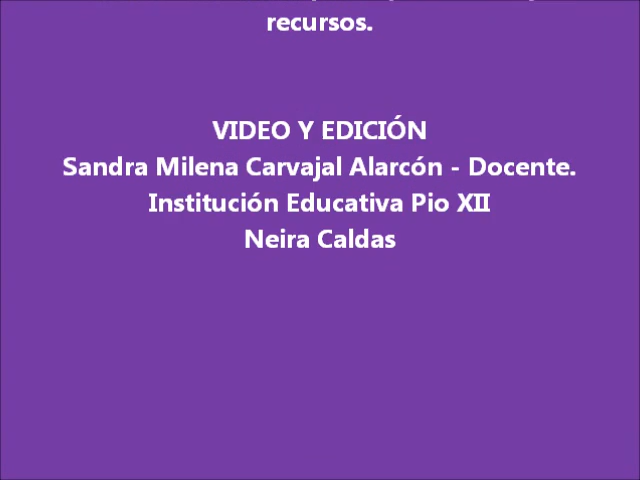 recursos.
VIDEO Y EDICIÓN
Sandra Milena Carvajal Alarcón - Docente.
Institución Educativa Pio XII
Neira Caldas